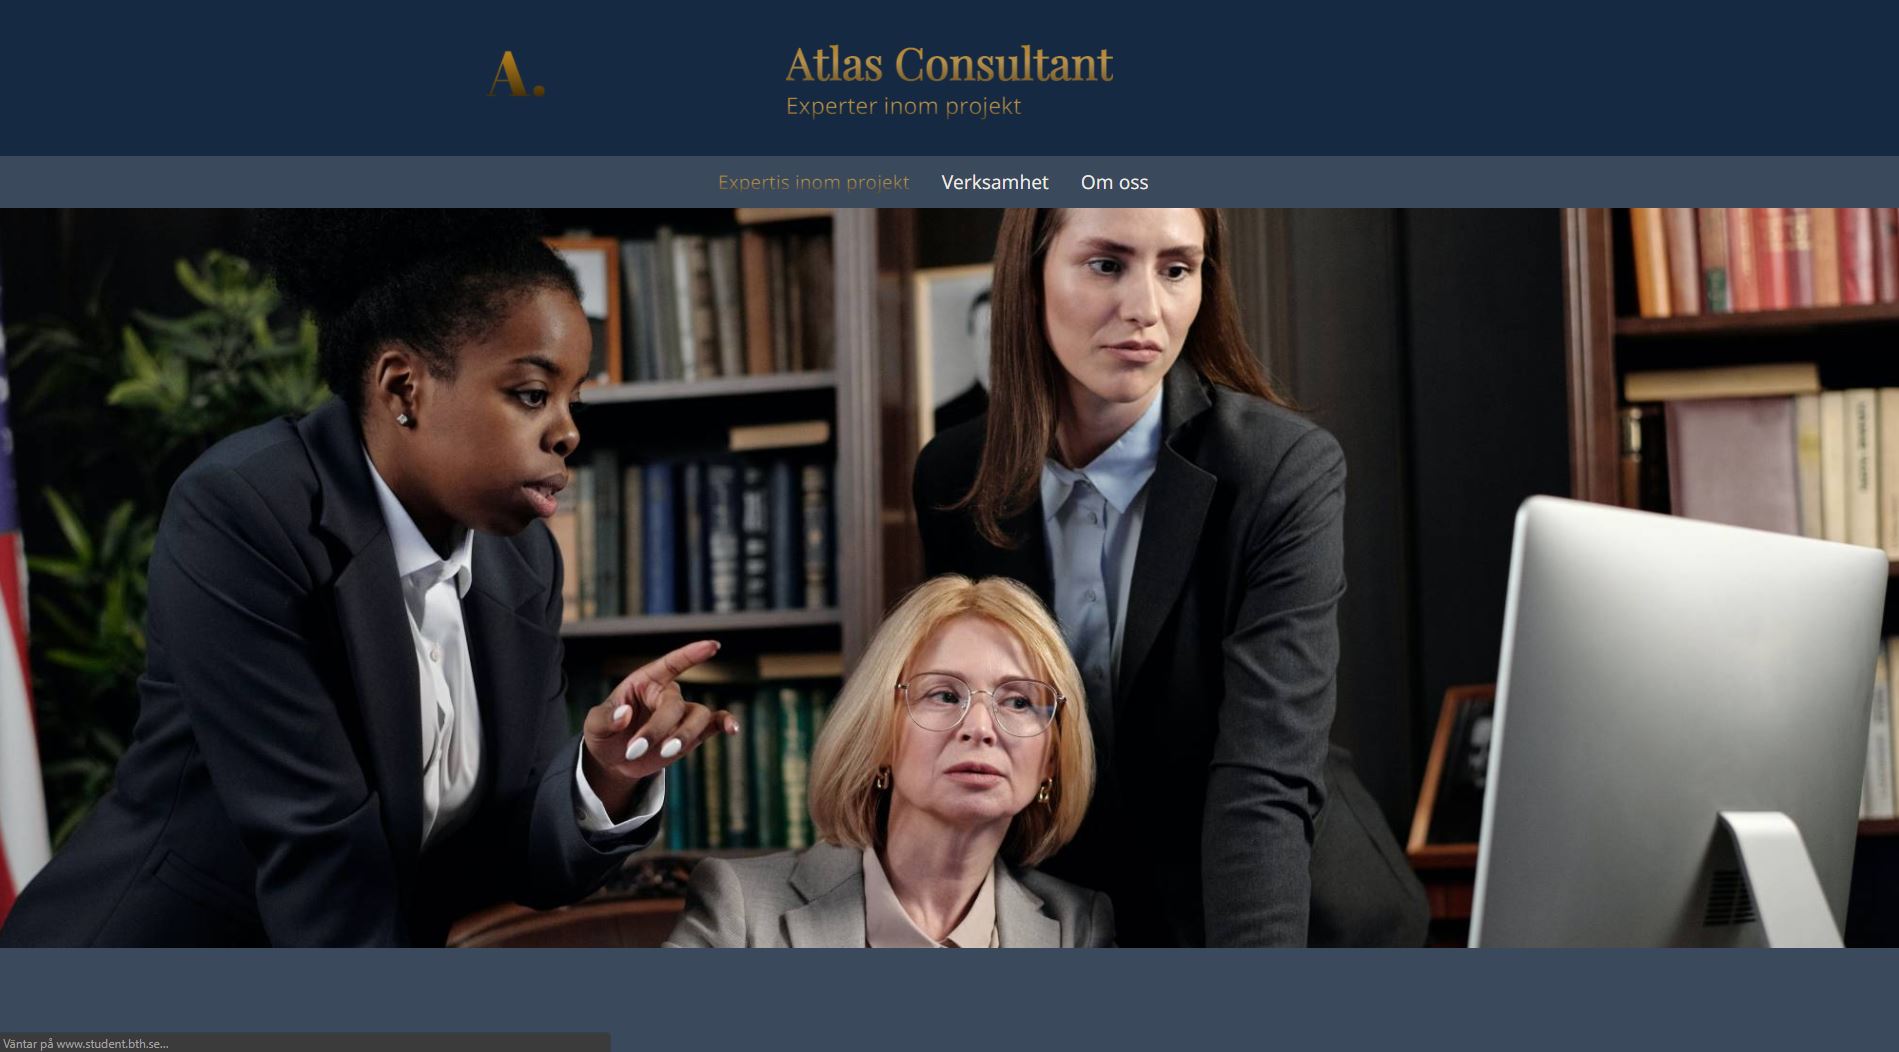 A.
Atlas Consultant
Experter inom projekt
Expertis inom projekt Verksamhet Om oss
Väntar på www.student.bth.se...